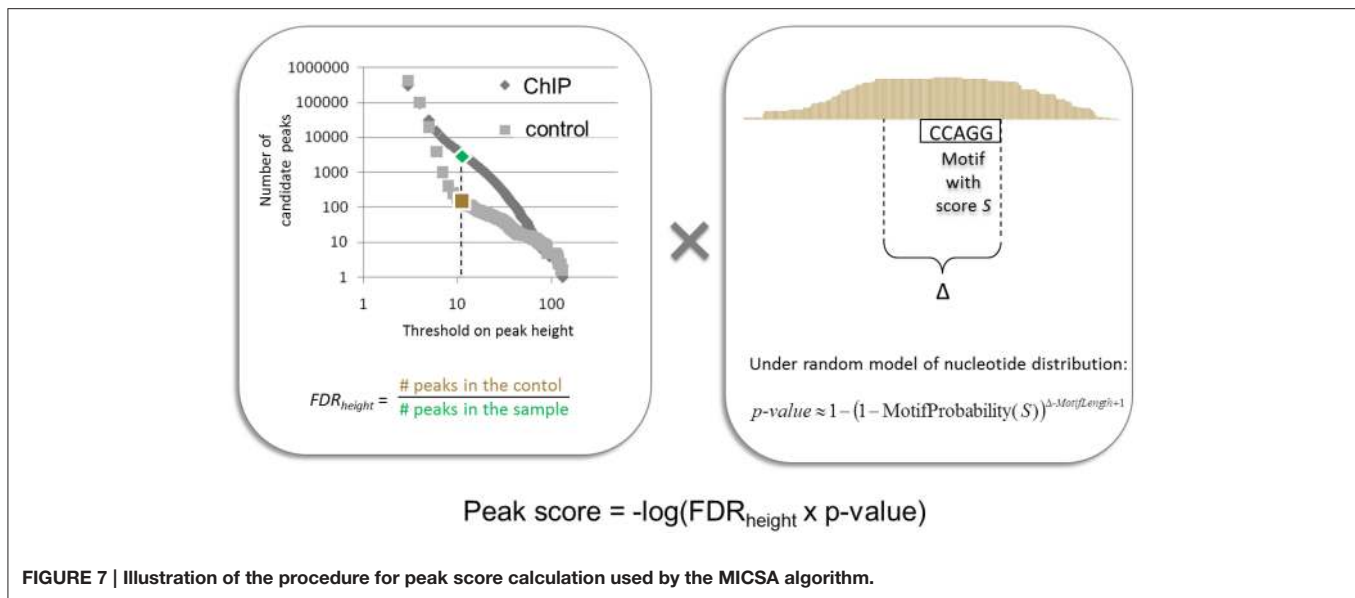 1000000
100000
10000
1000
100
10
1
Number of
candidate peaks
ChIP
control
1
10
100
Threshold on peak height
FDRheight = # peaks in the contol
# peaks in the sample
×
CCAGG
Motif
with
score S
Δ
Under random model of nucleotide distribution:
p-value ≈ 1−(1−MotifProbability(S))^Δ-MotifLength+1
Peak score = -log(FDRheight x p-value)
FIGURE 7 | Illustration of the procedure for peak score calculation used by the MICSA algorithm.